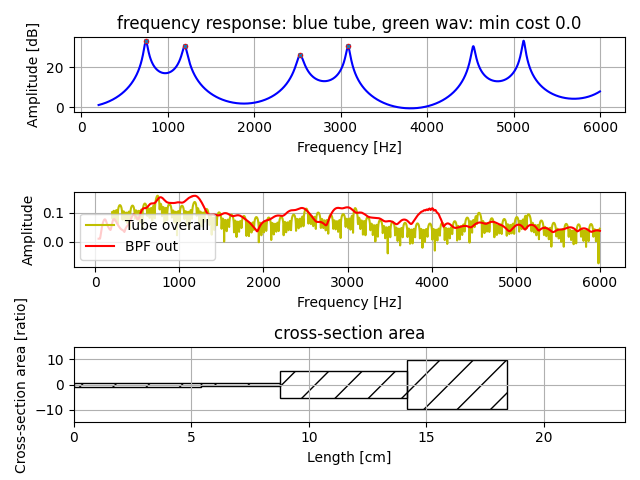 frequency response: blue tube, green wav: min cost 0.0
Amplitude [dB]
20
0
0
1000
2000
3000
4000
5000
6000
Frequency [Hz]
Amplitude
0.1
0.0
Tube overall
BPF out
0
1000
2000
3000
4000
5000
6000
Frequency [Hz]
cross-section area
Cross-section area [ratio]
10
0
−10
0
5
10
15
20
Length [cm]